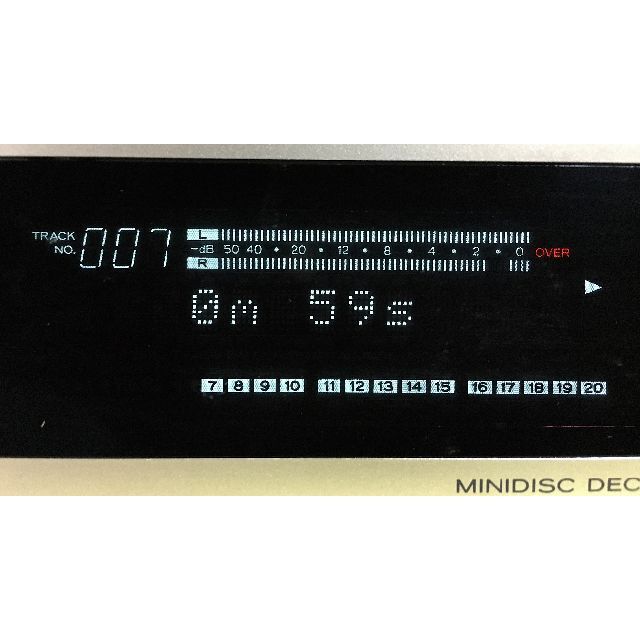 TRACK NO. 007
L
-dB 50 40 • 20 • 12 • 8 • 4 • 2 • 0 OVER
R
0m 59s
7 8 9 10 11 12 13 14 15 16 17 18 19 20
MINIDISC DEC